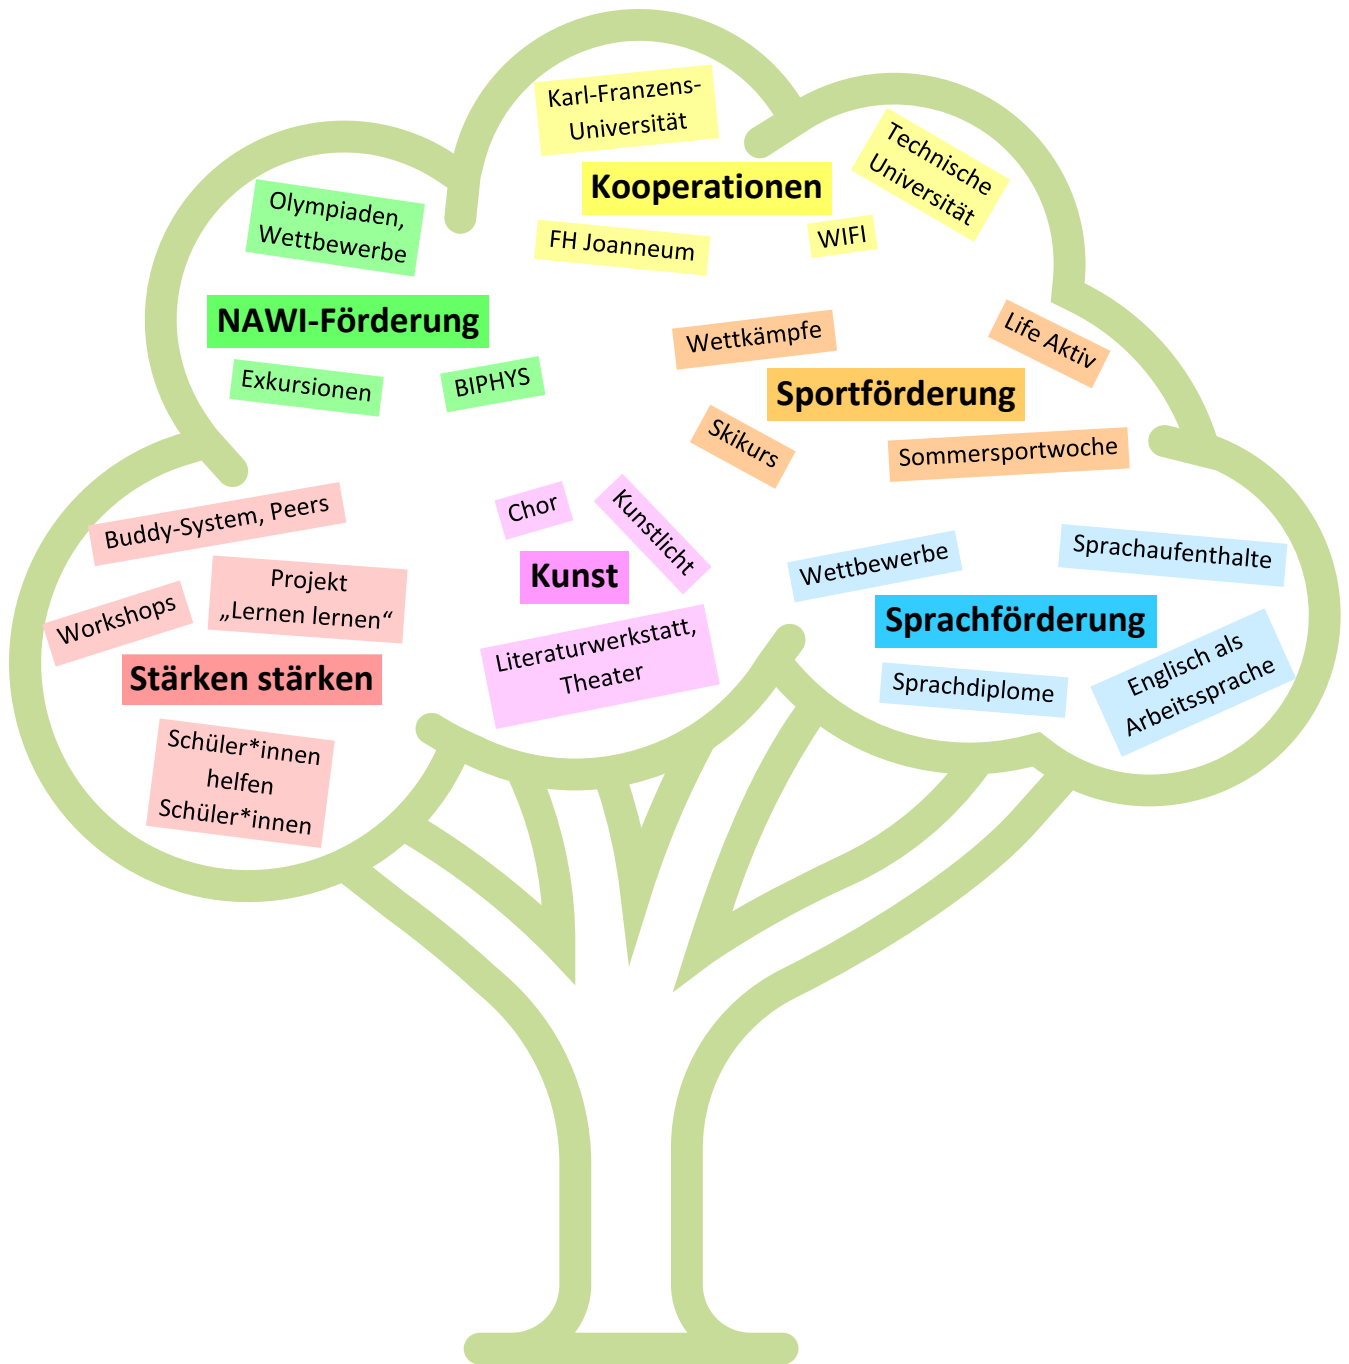 Karl-Franzens-
Universität
Technische
Universität
Kooperationen
FH Joanneum
WIFI
Olympiaden,
Wettbewerbe
NAWI-Förderung
Exkursionen
BIPHYS
Wettkämpfe
Life Aktiv
Sportförderung
Skikurs
Sommersportwoche
Buddy-System, Peers
Projekt
„Lernen lernen“
Workshops
Stärken stärken
Schüler*innen
helfen
Schüler*innen
Chor
Kunstlicht
Kunst
Literaturwerkstatt,
Theater
Wettbewerbe
Sprachaufenthalte
Sprachförderung
Sprachdiplome
Englisch als
Arbeitssprache